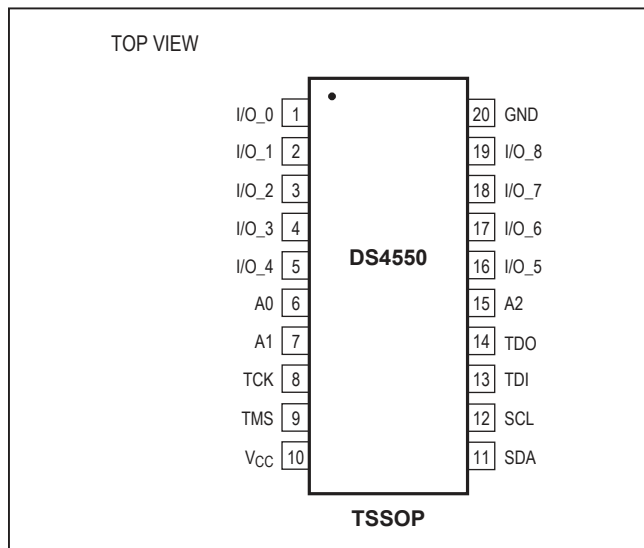 TOP VIEW
I/O_0 1 20 GND
I/O_1 2 19 I/O_8
I/O_2 3 18 I/O_7
I/O_3 4 17 I/O_6
I/O_4 5 DS4550 16 I/O_5
A0 6 15 A2
A1 7 14 TDO
TCK 8 13 TDI
TMS 9 12 SCL
VCC 10 11 SDA
TSSOP